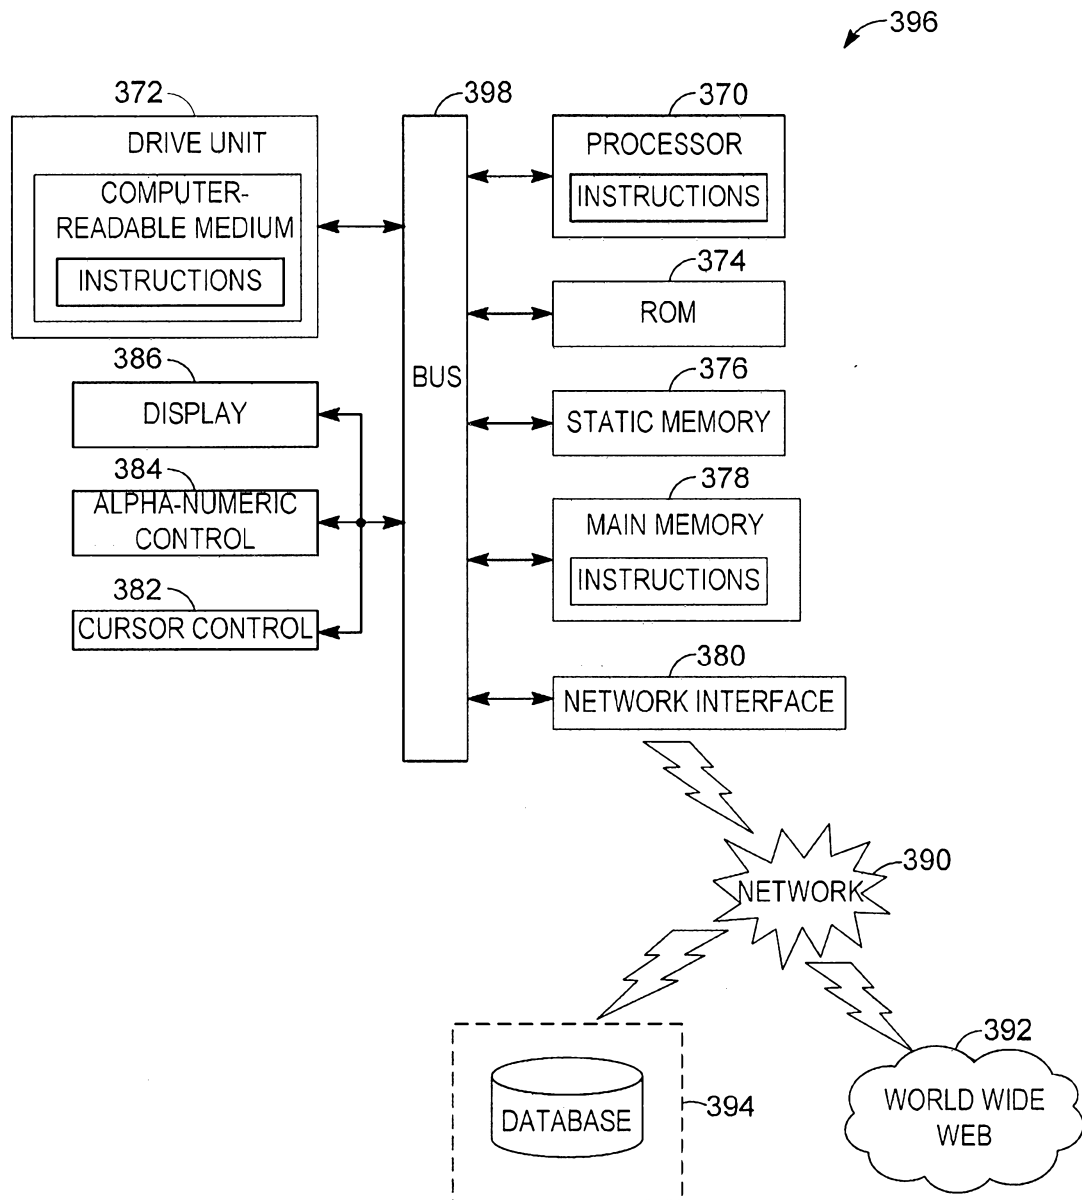 396
372
DRIVE UNIT
COMPUTER-
READABLE MEDIUM
INSTRUCTIONS
386
DISPLAY
384
ALPHA-NUMERIC
CONTROL
382
CURSOR CONTROL
398
BUS
370
PROCESSOR
INSTRUCTIONS
374
ROM
376
STATIC MEMORY
378
MAIN MEMORY
INSTRUCTIONS
380
NETWORK INTERFACE
390
NETWORK
394
DATABASE
392
WORLD WIDE
WEB